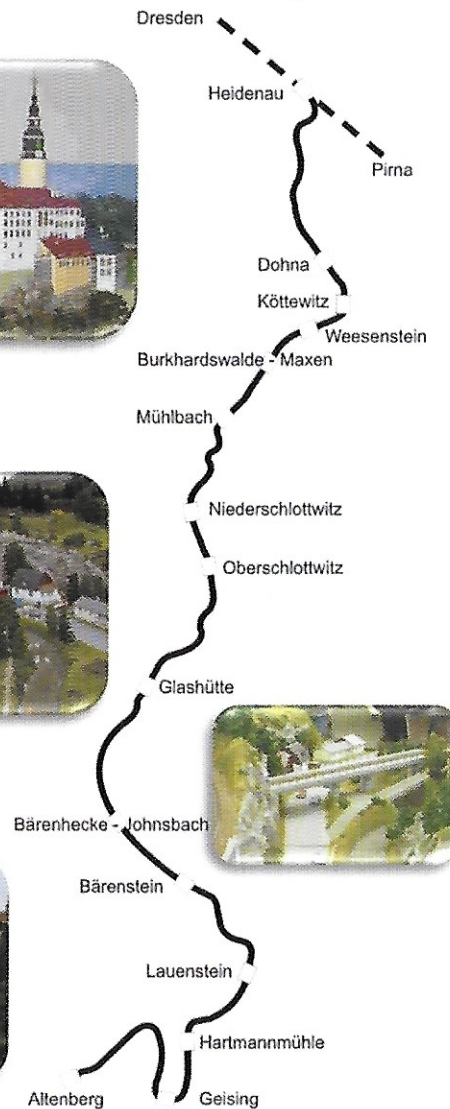 Dresden
Heidenau
Pirna
Dohna
Köttewitz
Weesenstein
Burkhardswalde - Maxen
Mühlbach
Niederschlottwitz
Oberschlottwitz
Glashütte
Bärenhecke - Johnsbach
Bärenstein
Lauenstein
Hartmannmühle
Altenberg
Geising